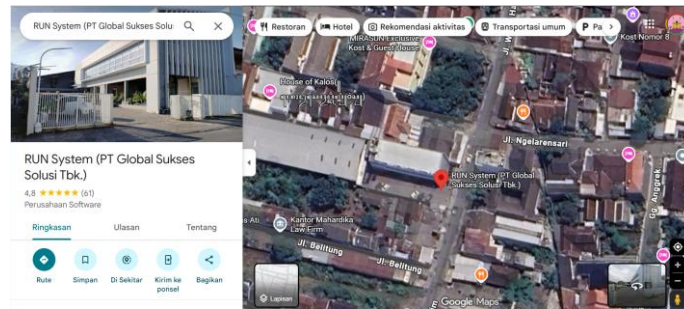 RUN System (PT Global Sukses Solu
Restoran
Hotel
Rekomendasi aktivitas
Transportasi umum
Pa
RUN System (PT Global Sukses
Solusi Tbk.)
4,8 ★★★★★ (61)
Perusahaan Software
Ringkasan
Ulasan
Tentang
Rute
Simpan
Di Sekitar
Kirim ke
ponsel
Bagikan
MIRASUN Exclusive
Kost & Guest House
Kost Nomor 8
House of Kalosi
Jl. Ngelarensari
RUN System (PT Global
Sukses Solusi Tbk.)
Gg. Anggrek
Kantor Mahardika
Law Firm
Jl. Belitung
Jl. Belitung
Lapisan
Google Maps